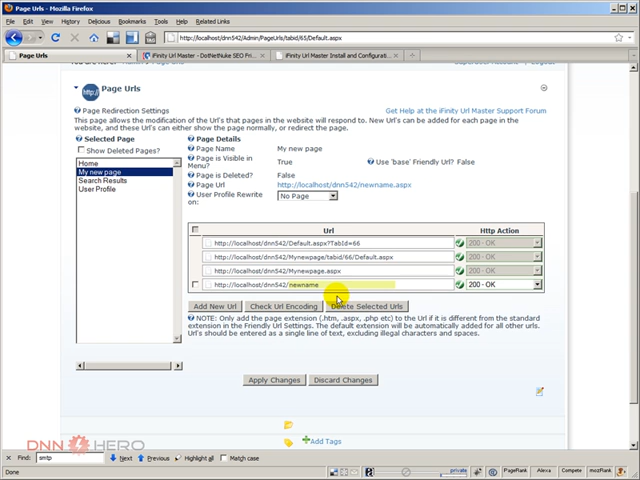 Page Urls - Mozilla Firefox
File Edit View History Delicious Bookmarks Tools Help Related Links
http://localhost/dnn542/Admin/PageUrls/tabid/65/Default.aspx
Page Urls
iFinity Url Master - DotNetNuke SEO Pri...
iFinity Url Master Install and Configurati...
Page Urls
Page Redirection Settings
Get Help at the iFinity Url Master Support Forum
This page allows the modification of the Url's that pages in the website will respond to. New Url's can be added for each page in the
website, and these Url's can either show the page normally, or redirect the page.
Selected Page
Show Deleted Pages?
Home
My new page
Search Results
User Profile
Page Details
Page Name My new page
Page is Visible in Menu? True
Use 'base' Friendly Url? False
Page is Deleted? False
Page Url http://localhost/dnn542/newname.aspx
User Profile Rewrite on: No Page
Url Http Action
http://localhost/dnn542/Default.aspx?TabId=66 200 - OK
http://localhost/dnn542/Mynewpage/tabid/66/Default.aspx 200 - OK
http://localhost/dnn542/Mynewpage.aspx 200 - OK
http://localhost/dnn542/newname 200 - OK
Add New Url Check Url Encoding Delete Selected Urls
NOTE: Only add the page extension (.htm, .aspx, .php etc) to the Url if it is different from the standard
extension in the Friendly Url Settings. The default extension will be automatically added for all other urls.
Url's should be entered as a single line of text, excluding illegal characters and spaces.
Apply Changes Discard Changes
Add Tags
DNN HERO
Find: smtp Next Previous Highlight all Match case
Done
private PageRank Alexa Compete mozRank